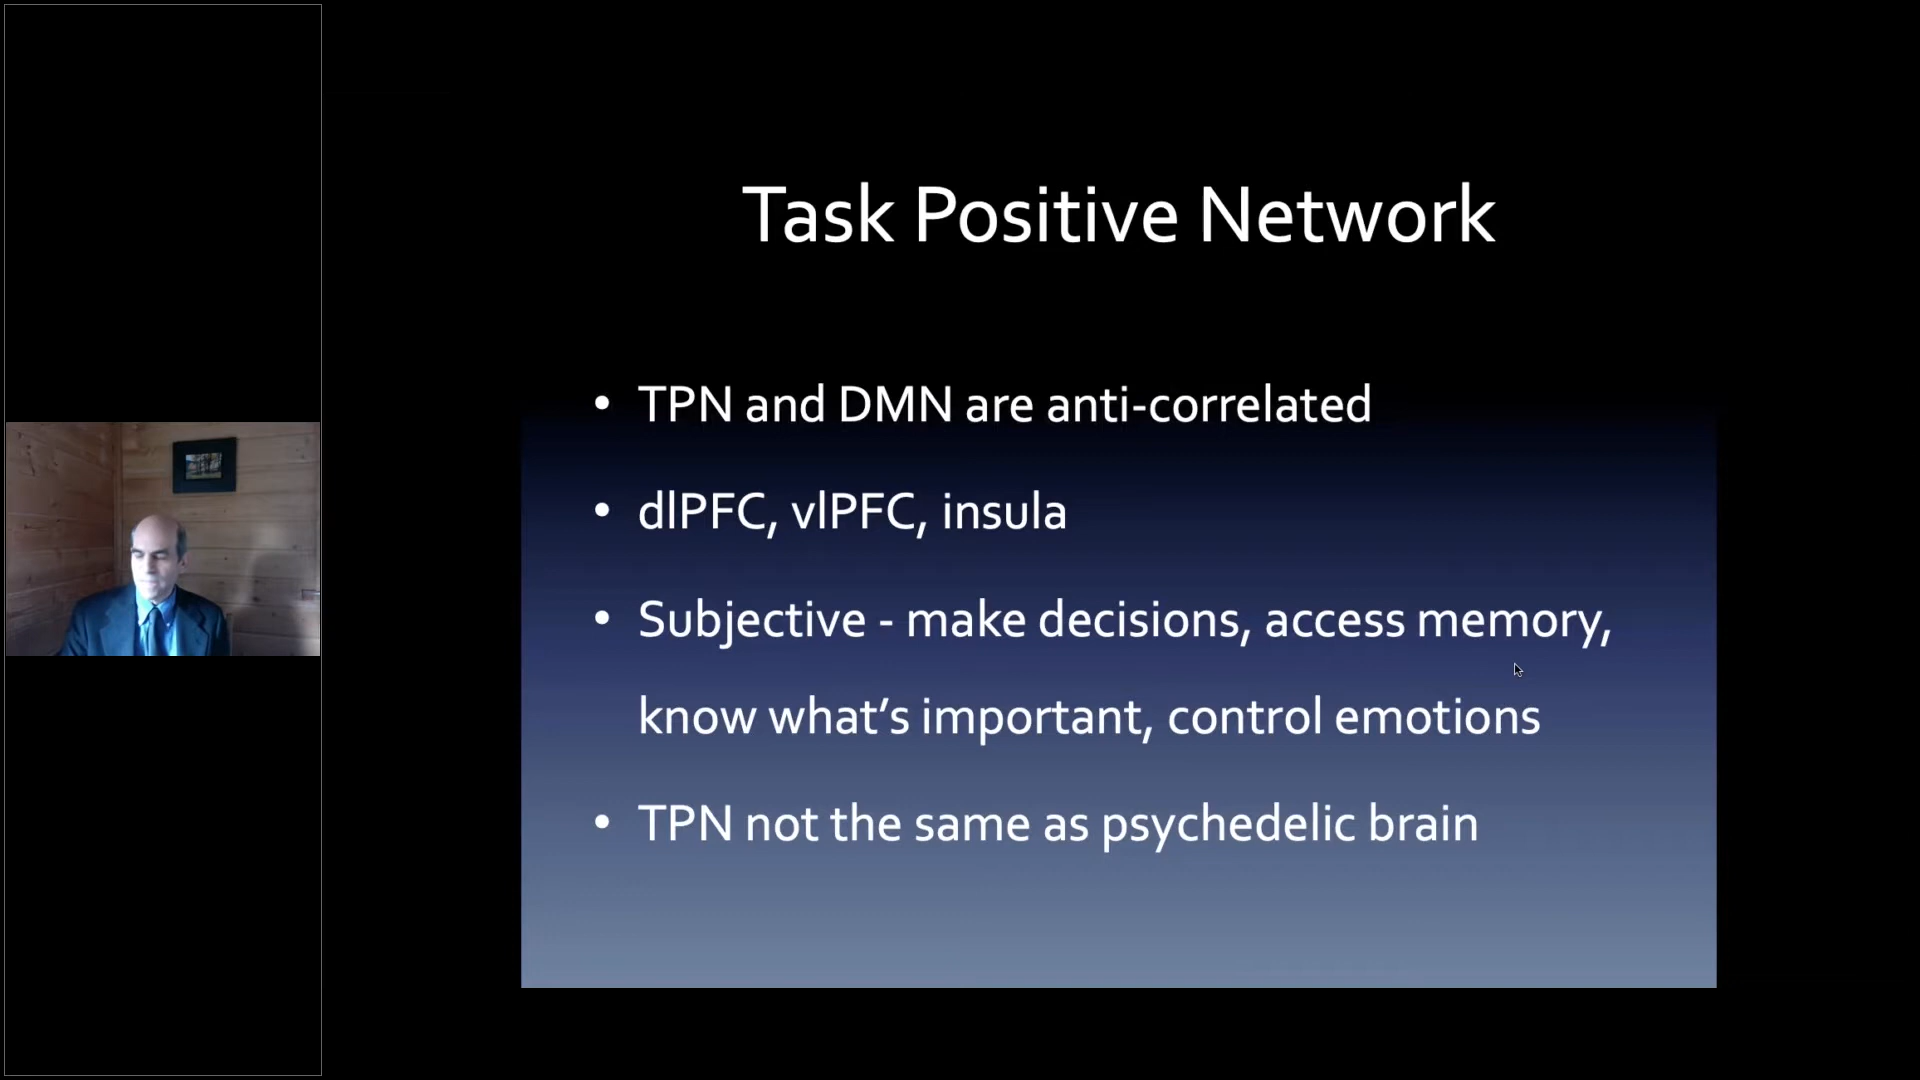 Task Positive Network
• TPN and DMN are anti-correlated
• dlPFC, vlPFC, insula
• Subjective - make decisions, access memory,
know what’s important, control emotions
• TPN not the same as psychedelic brain